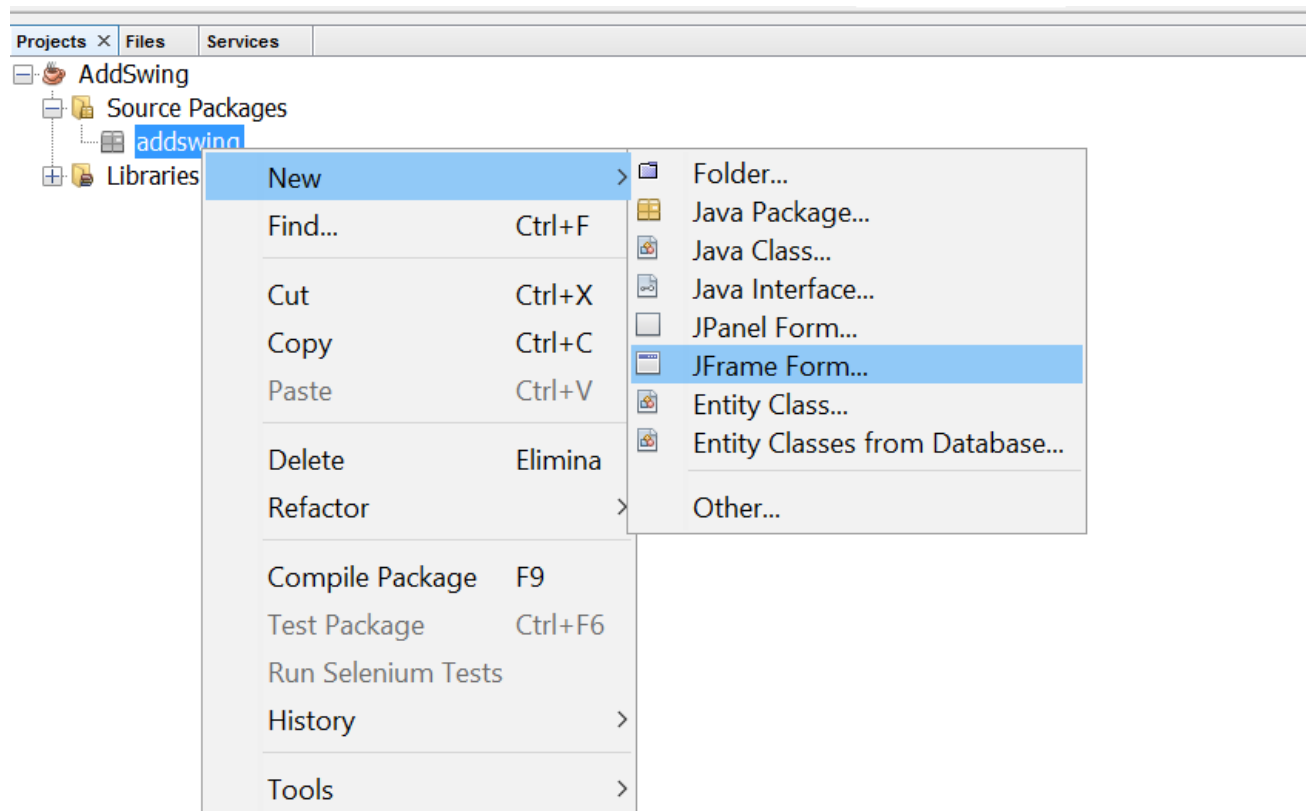 Projects × Files Services
AddSwing
Source Packages
addswing
Libraries
New
Find... Ctrl+F
Cut Ctrl+X
Copy Ctrl+C
Paste Ctrl+V
Delete Elimina
Refactor
Compile Package F9
Test Package Ctrl+F6
Run Selenium Tests
History
Tools
Folder...
Java Package...
Java Class...
Java Interface...
JPanel Form...
JFrame Form...
Entity Class...
Entity Classes from Database...
Other...